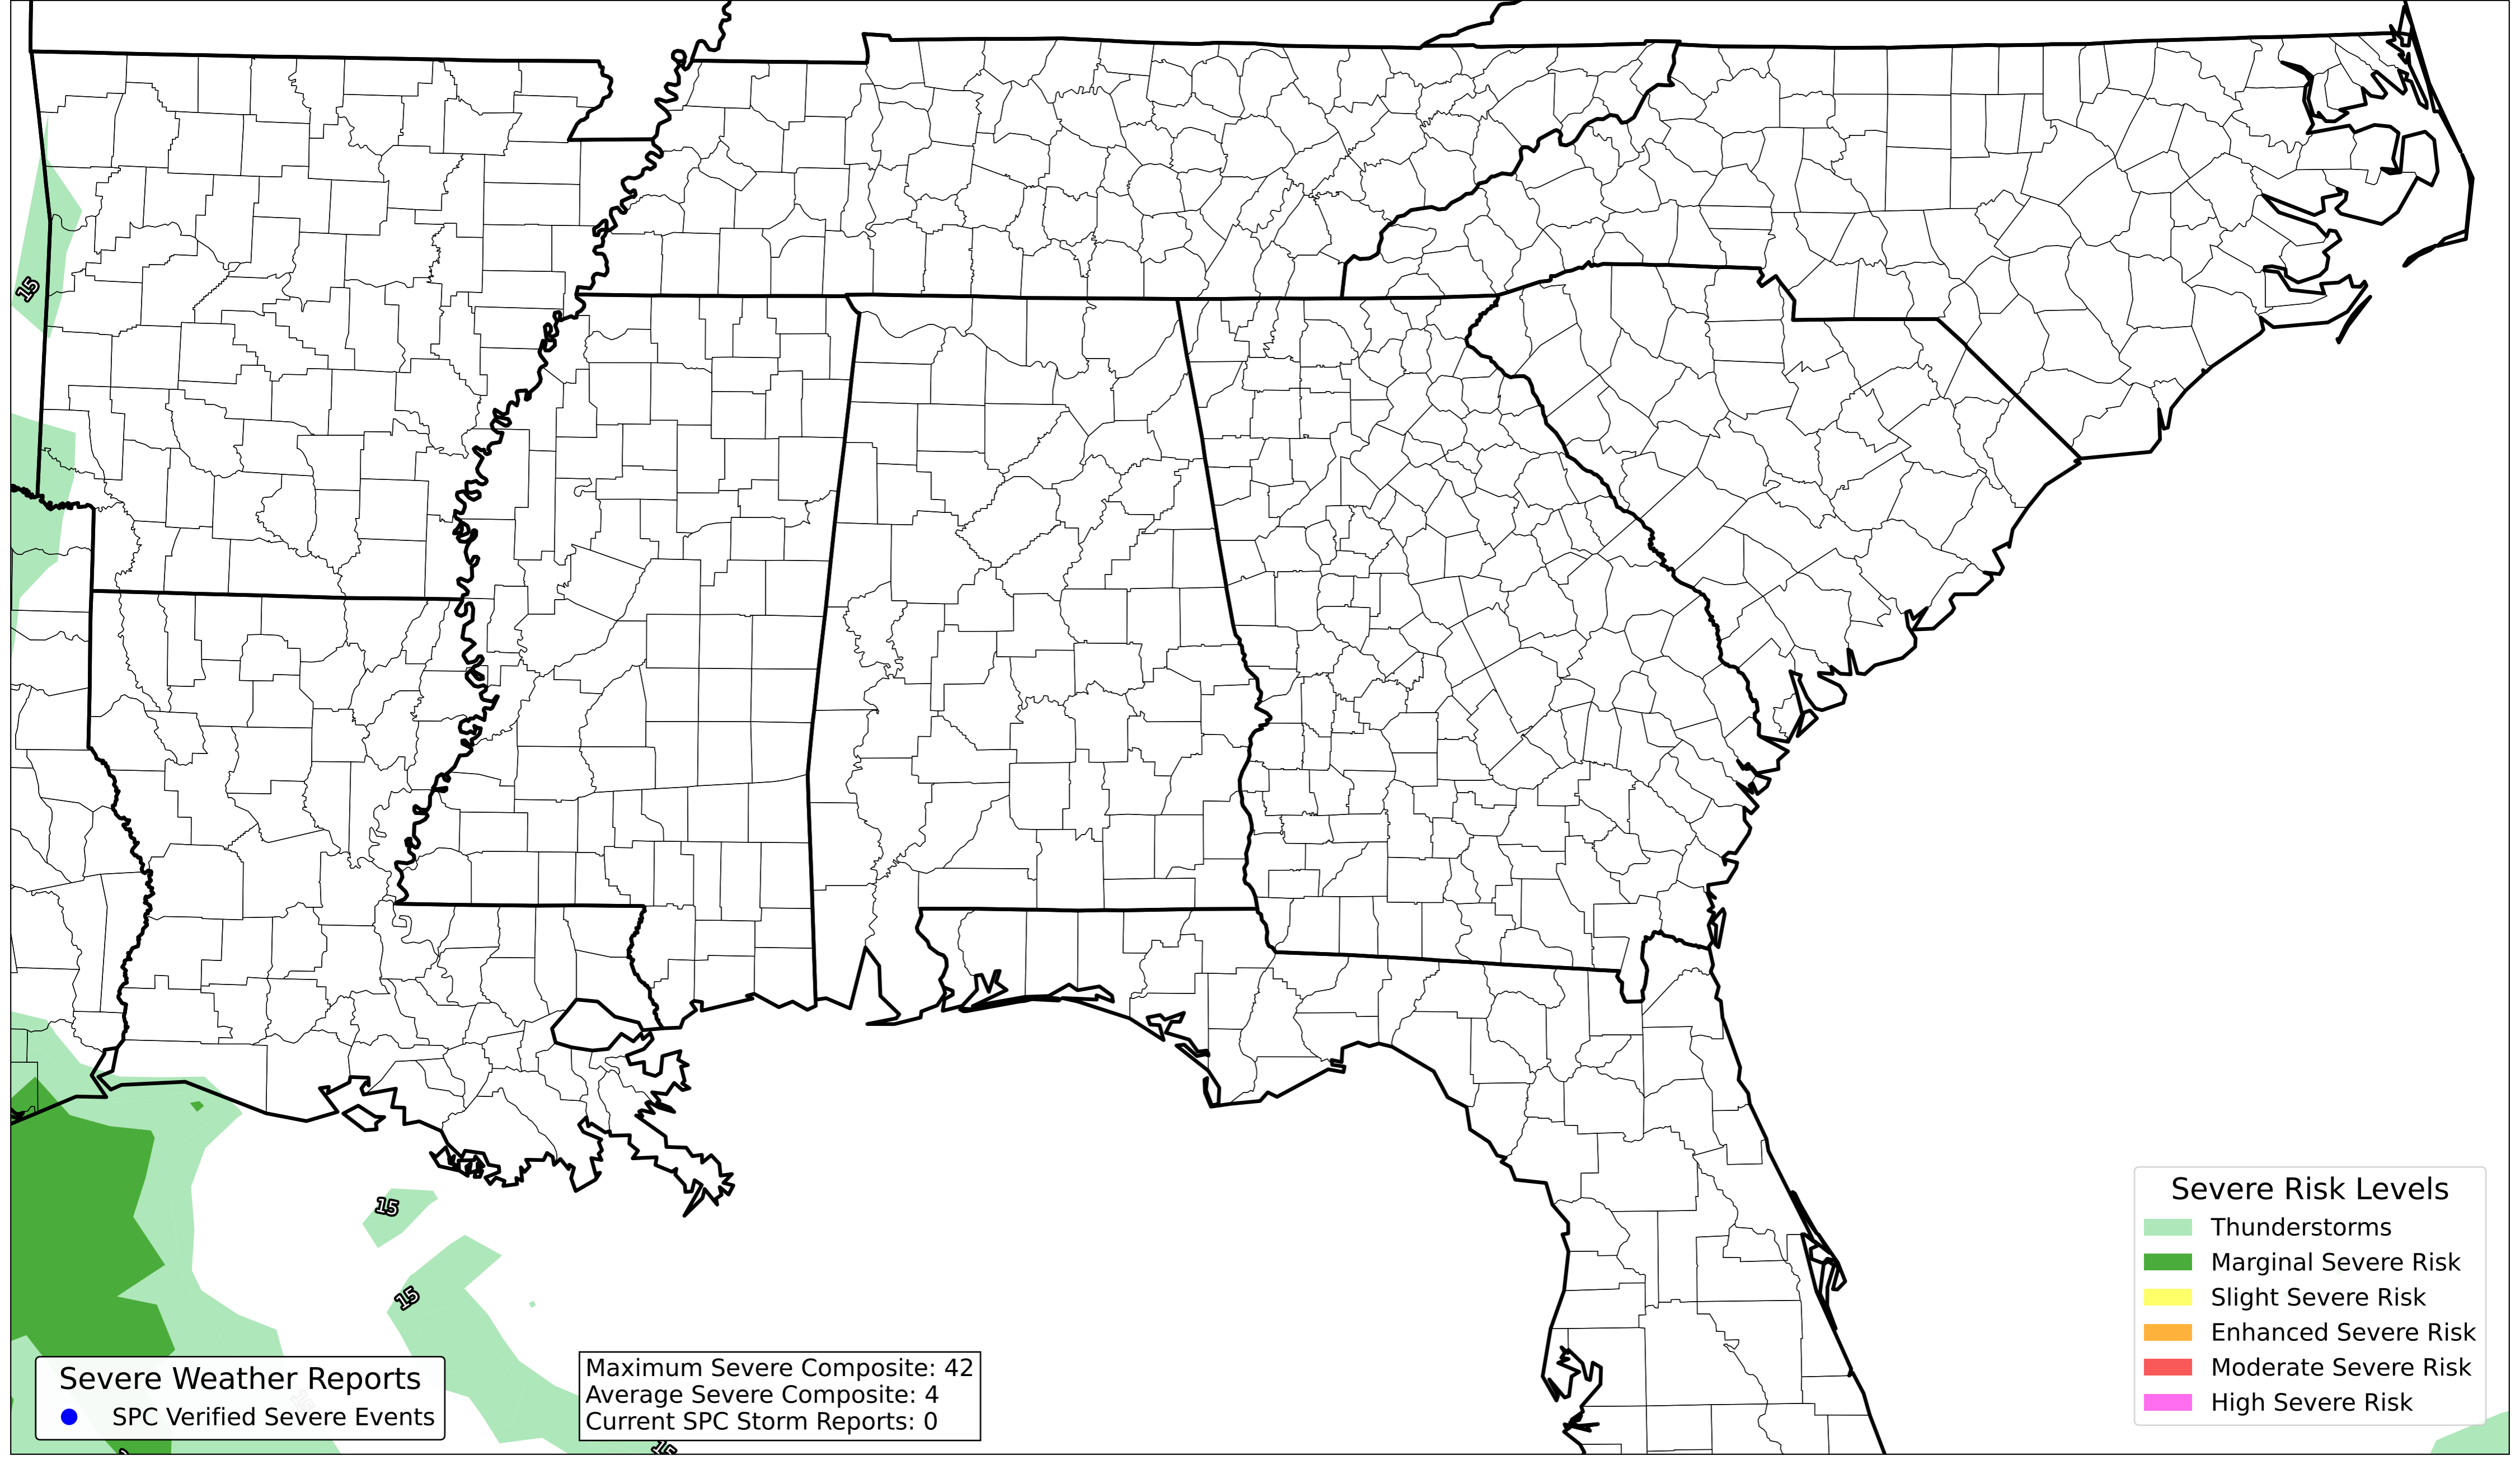 15
15
15
15
Severe Weather Reports
SPC Verified Severe Events
Maximum Severe Composite: 42
Average Severe Composite: 4
Current SPC Storm Reports: 0
Severe Risk Levels
Thunderstorms
Marginal Severe Risk
Slight Severe Risk
Enhanced Severe Risk
Moderate Severe Risk
High Severe Risk